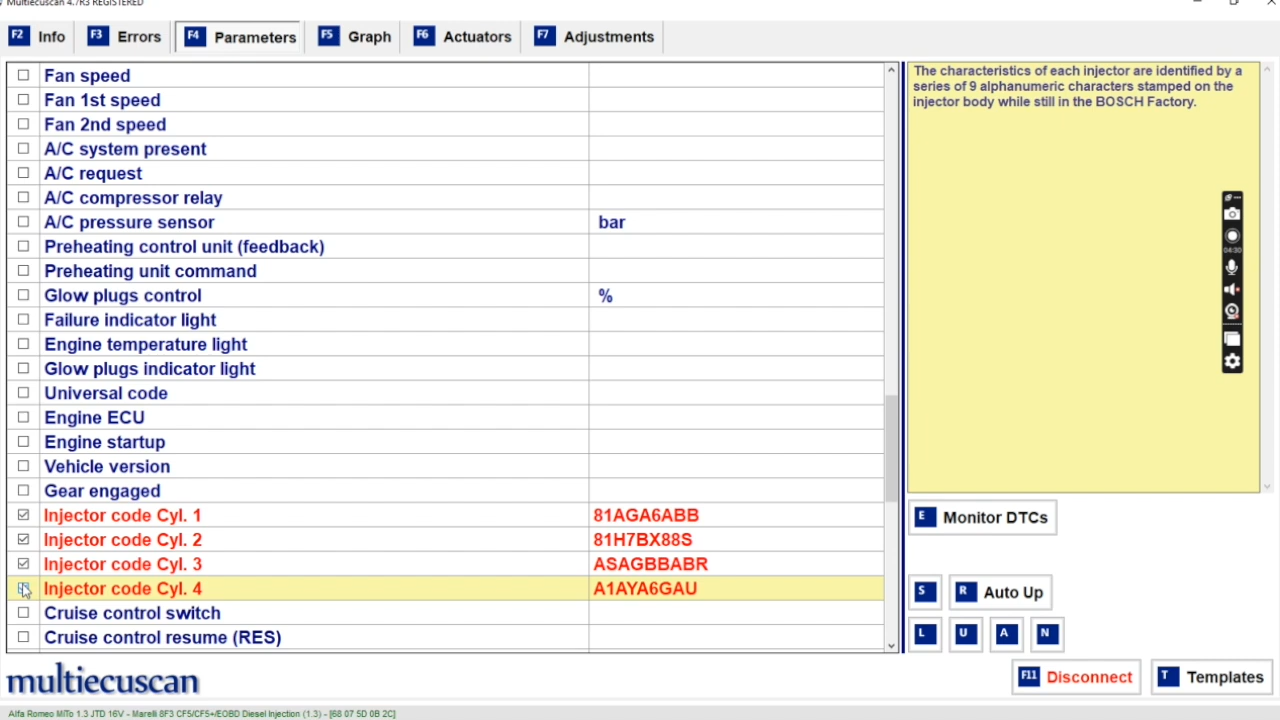 Multiecuscan 4.7R3 REGISTERED
F2 Info F3 Errors F4 Parameters F5 Graph F6 Actuators F7 Adjustments
Fan speed
Fan 1st speed
Fan 2nd speed
A/C system present
A/C request
A/C compressor relay
A/C pressure sensor bar
Preheating control unit (feedback)
Preheating unit command
Glow plugs control %
Failure indicator light
Engine temperature light
Glow plugs indicator light
Universal code
Engine ECU
Engine startup
Vehicle version
Gear engaged
Injector code Cyl. 1 81AGA6ABB
Injector code Cyl. 2 81H7BX88S
Injector code Cyl. 3 ASAGBBABR
Injector code Cyl. 4 A1AYA6GAU
Cruise control switch
Cruise control resume (RES)
The characteristics of each injector are identified by a
series of 9 alphanumeric characters stamped on the
injector body while still in the BOSCH Factory.
04:30
E Monitor DTCs
S R Auto Up
L U A N
multiecuscan
F11 Disconnect T Templates
Alfa Romeo MiTo 1.3 JTD 16V - Marelli 8F3 CF5/CF5+/EOBD Diesel Injection (1.3) - [68 07 5D 0B 2C]